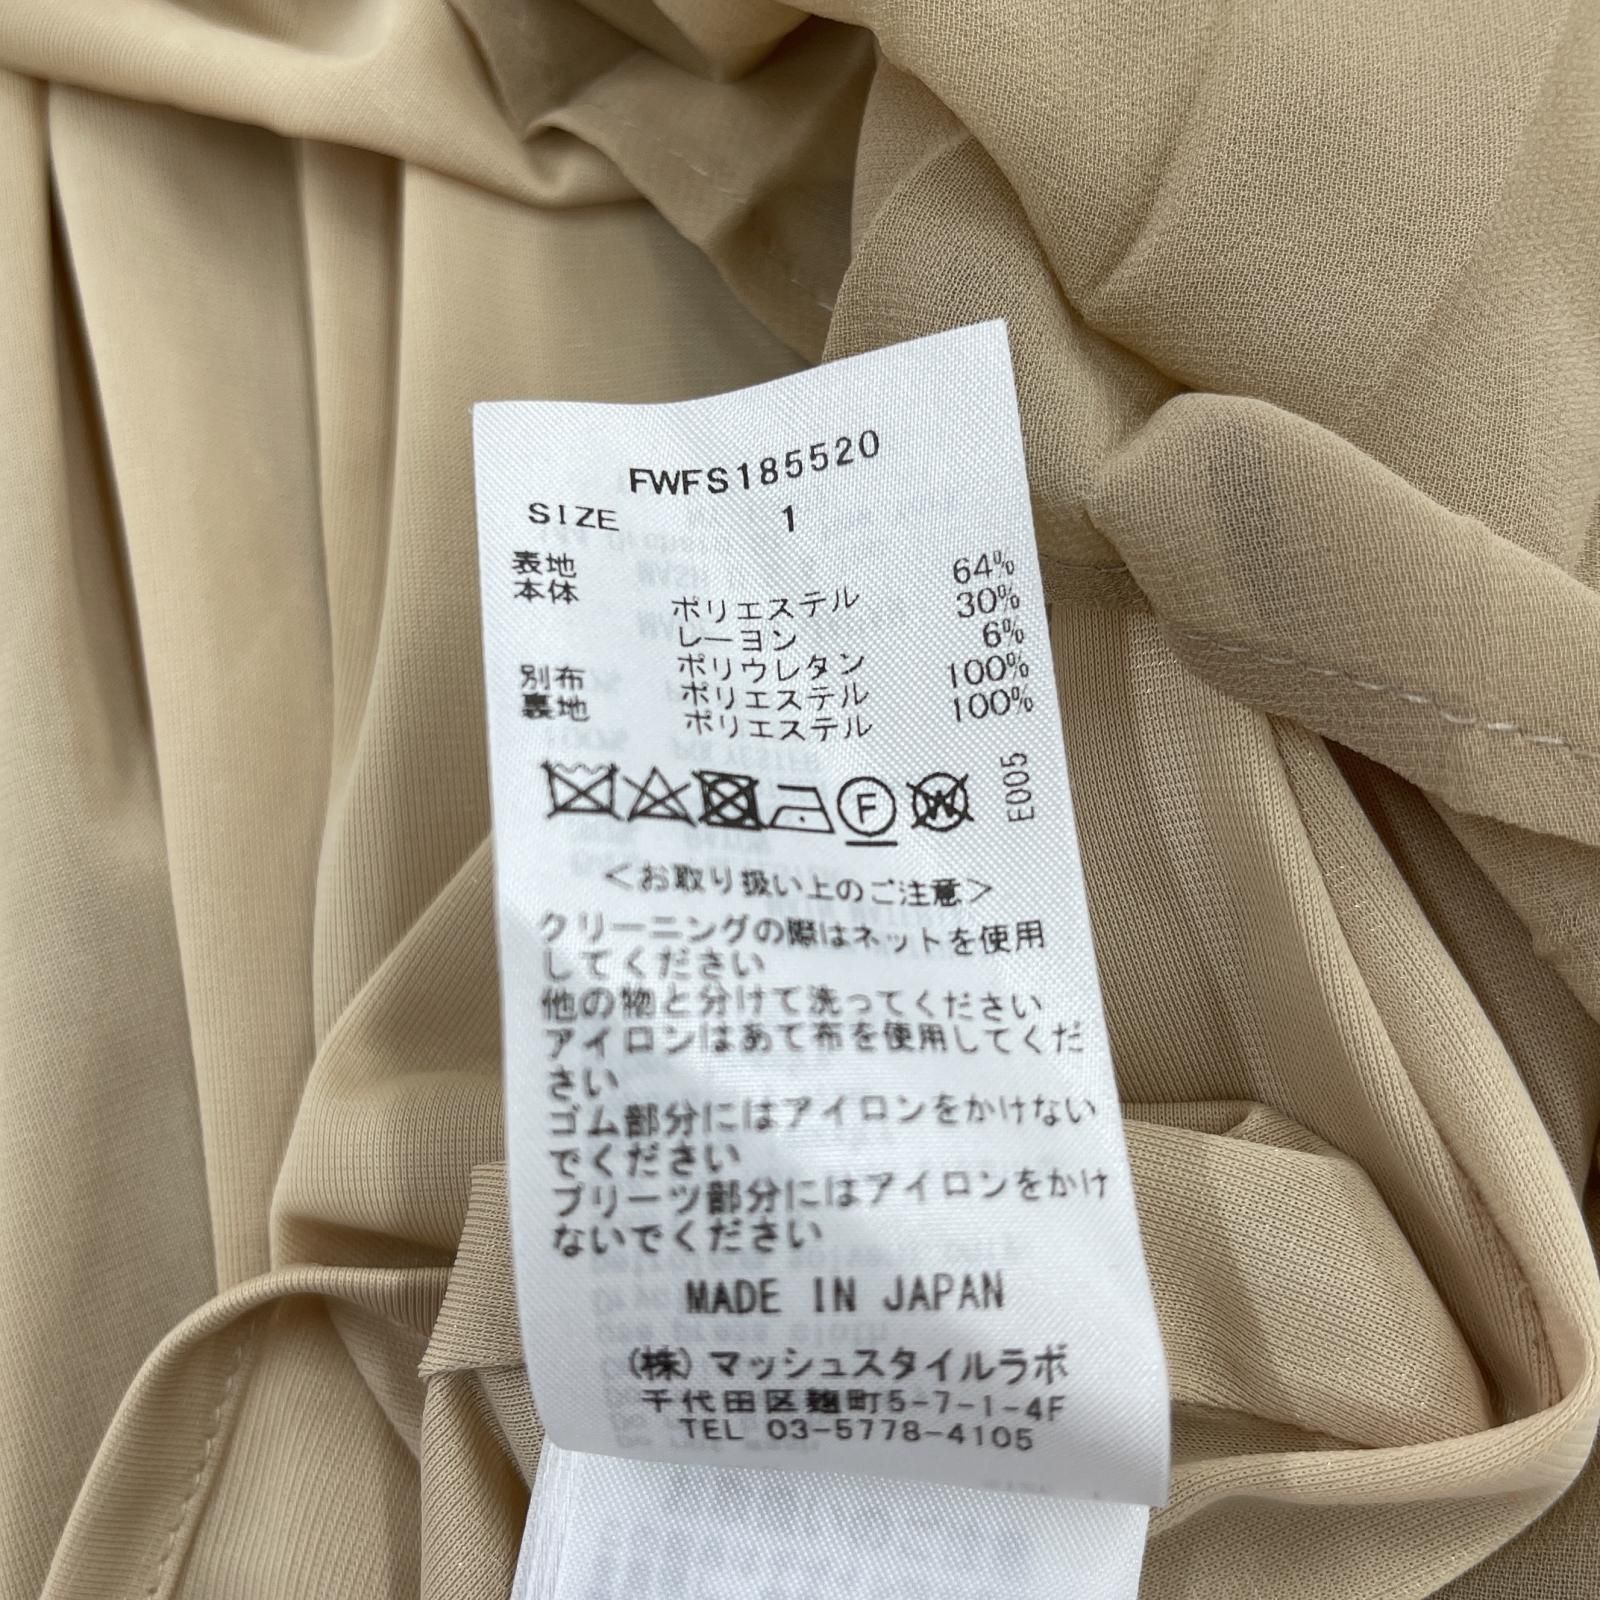 FWFS185520
SIZE 1
表地 64%
本体 ポリエステル 30%
レーヨン 6%
ポリウレタン 100%
別布 ポリエステル 100%
裏地 ポリエステル
F W E005
<お取り扱い上のご注意>
クリーニングの際はネットを使用
してください
他の物と分けて洗ってください
アイロンはあて布を使用してくだ
さい
ゴム部分にはアイロンをかけない
でください
プリーツ部分にはアイロンをかけ
ないでください
MADE IN JAPAN
(株)マッシュスタイルラボ
千代田区麹町5-7-1-4F
TEL 03-5778-4105